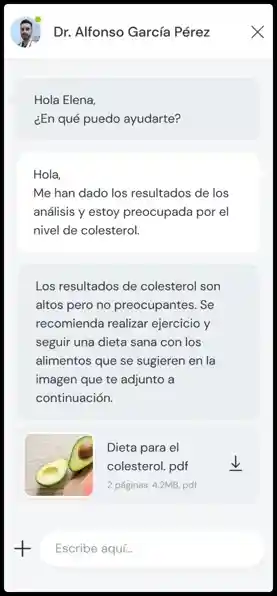 Dr. Alfonso García Pérez
Hola Elena,
¿En qué puedo ayudarte?
Hola,
Me han dado los resultados de los
análisis y estoy preocupada por el
nivel de colesterol.
Los resultados de colesterol son
altos pero no preocupantes. Se
recomienda realizar ejercicio y
seguir una dieta sana con los
alimentos que se sugieren en la
imagen que te adjunto a
continuación.
Dieta para el
colesterol. pdf
2 páginas 4.2MB, pdf
Escribe aquí...